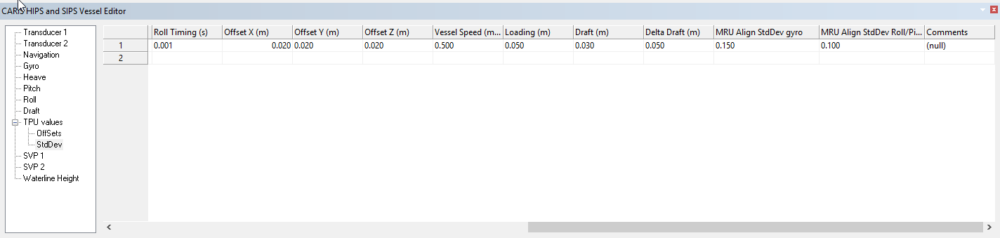 CARIS HIPS and SIPS Vessel Editor
Transducer 1
Transducer 2
Navigation
Gyro
Heave
Pitch
Roll
Draft
TPU values
OffSets
StdDev
SVP 1
SVP 2
Waterline Height
Roll Timing (s) Offset X (m) Offset Y (m) Offset Z (m) Vessel Speed (m... Loading (m) Draft (m) Delta Draft (m) MRU Align StdDev gyro MRU Align StdDev Roll/Pi... Comments
1 0.001 0.020 0.020 0.020 0.500 0.050 0.030 0.050 0.150 0.100 (null)
2